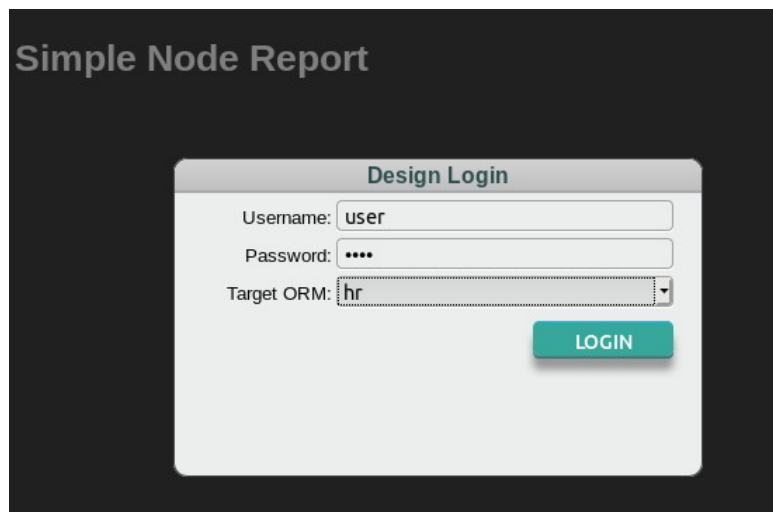 Simple Node Report
Design Login
Username: user
Password: ••••
Target ORM: hr
LOGIN